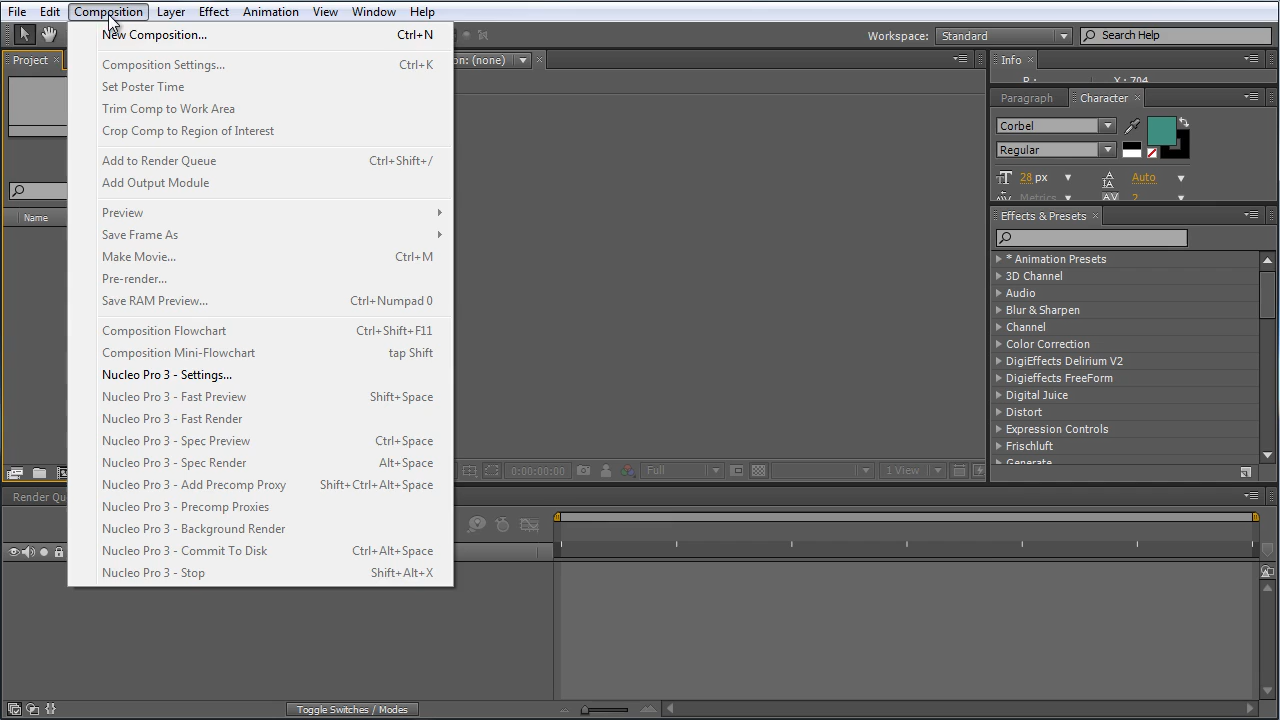 File Edit Composition Layer Effect Animation View Window Help
Workspace: Standard Search Help
New Composition... Ctrl+N
Composition Settings... Ctrl+K
Set Poster Time
Trim Comp to Work Area
Crop Comp to Region of Interest
Add to Render Queue Ctrl+Shift+/
Add Output Module
Preview
Save Frame As
Make Movie... Ctrl+M
Pre-render...
Save RAM Preview... Ctrl+Numpad 0
Composition Flowchart Ctrl+Shift+F11
Composition Mini-Flowchart tap Shift
Nucleo Pro 3 - Settings...
Nucleo Pro 3 - Fast Preview Shift+Space
Nucleo Pro 3 - Fast Render
Nucleo Pro 3 - Spec Preview Ctrl+Space
Nucleo Pro 3 - Spec Render Alt+Space
Nucleo Pro 3 - Add Precomp Proxy Shift+Ctrl+Alt+Space
Nucleo Pro 3 - Precomp Proxies
Nucleo Pro 3 - Background Render
Nucleo Pro 3 - Commit To Disk Ctrl+Alt+Space
Nucleo Pro 3 - Stop Shift+Alt+X
Project
Name
on: (none)
0:00:00:00 Full 1 View
Info
R : X : 704
Paragraph Character
Corbel
Regular
28 px Auto
Metrics 2
Effects & Presets
* Animation Presets
3D Channel
Audio
Blur & Sharpen
Channel
Color Correction
DigiEffects Delirium V2
Digieffects FreeForm
Digital Juice
Distort
Expression Controls
Frischluft
Generate
Render Qu
Toggle Switches / Modes